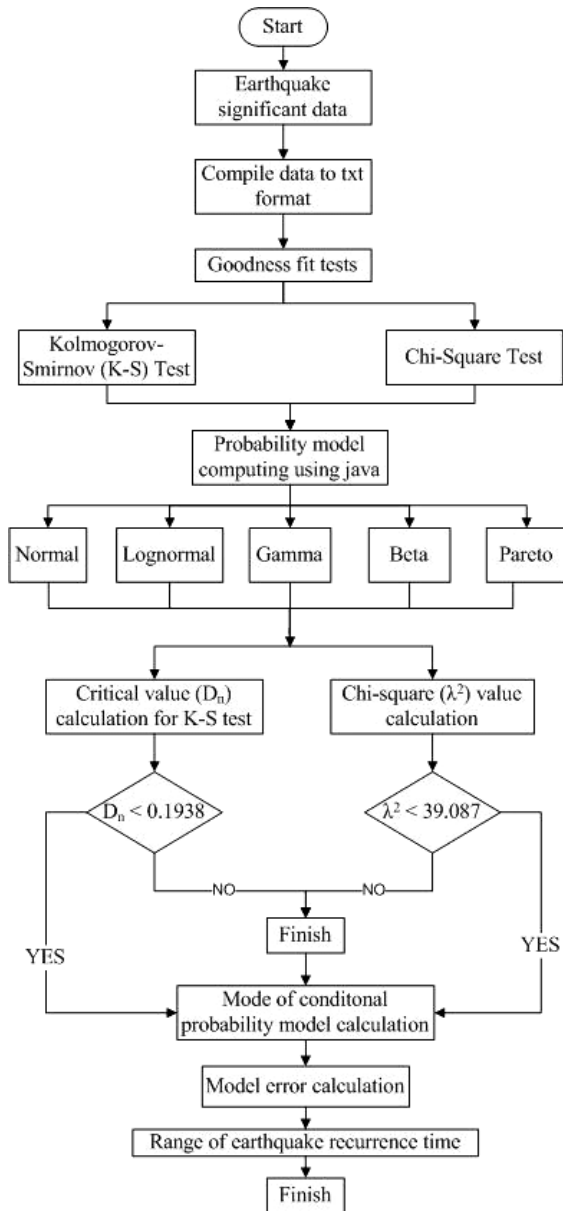 Start
Earthquake
significant data
Compile data to txt
format
Goodness fit tests
Kolmogorov-
Smirnov (K-S) Test
Chi-Square Test
Probability model
computing using java
Normal
Lognormal
Gamma
Beta
Pareto
Critical value (Dₙ)
calculation for K-S test
Chi-square (λ²) value
calculation
Dₙ < 0.1938
λ² < 39.087
NO
NO
YES
Finish
YES
Mode of conditonal
probability model calculation
Model error calculation
Range of earthquake recurrence time
Finish